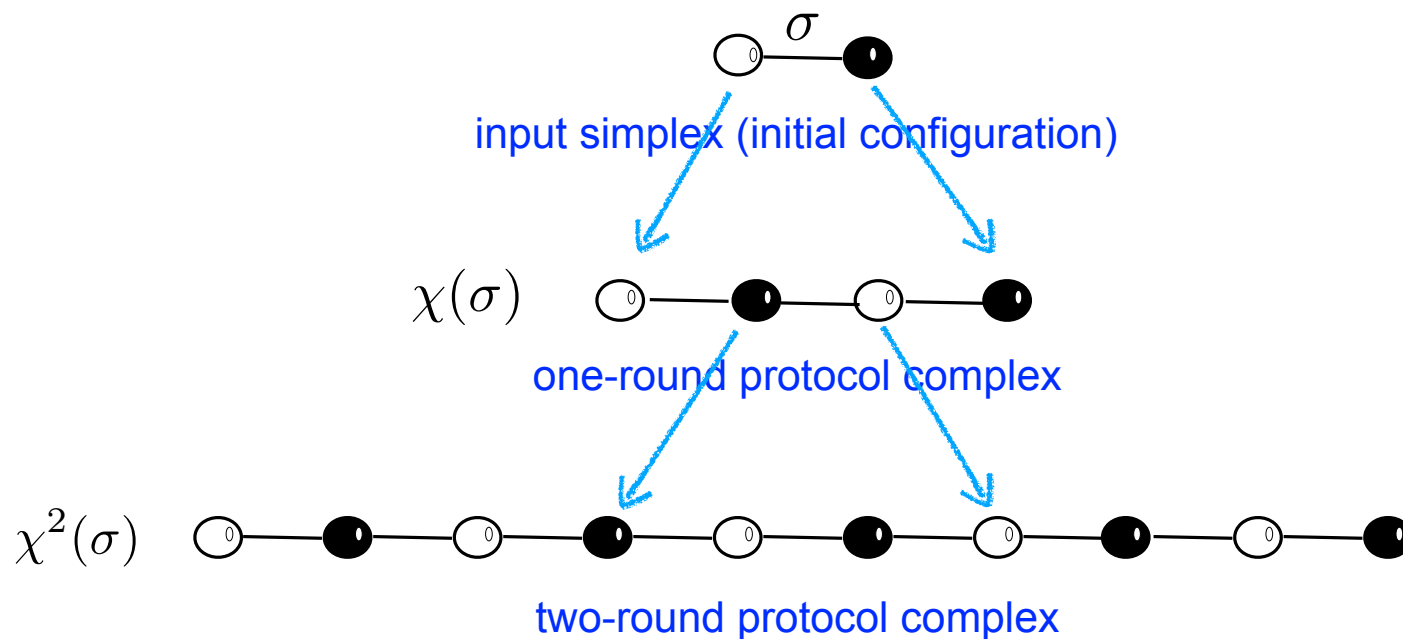 σ
input simplex (initial configuration)
χ(σ)
one-round protocol complex
χ²(σ)
two-round protocol complex